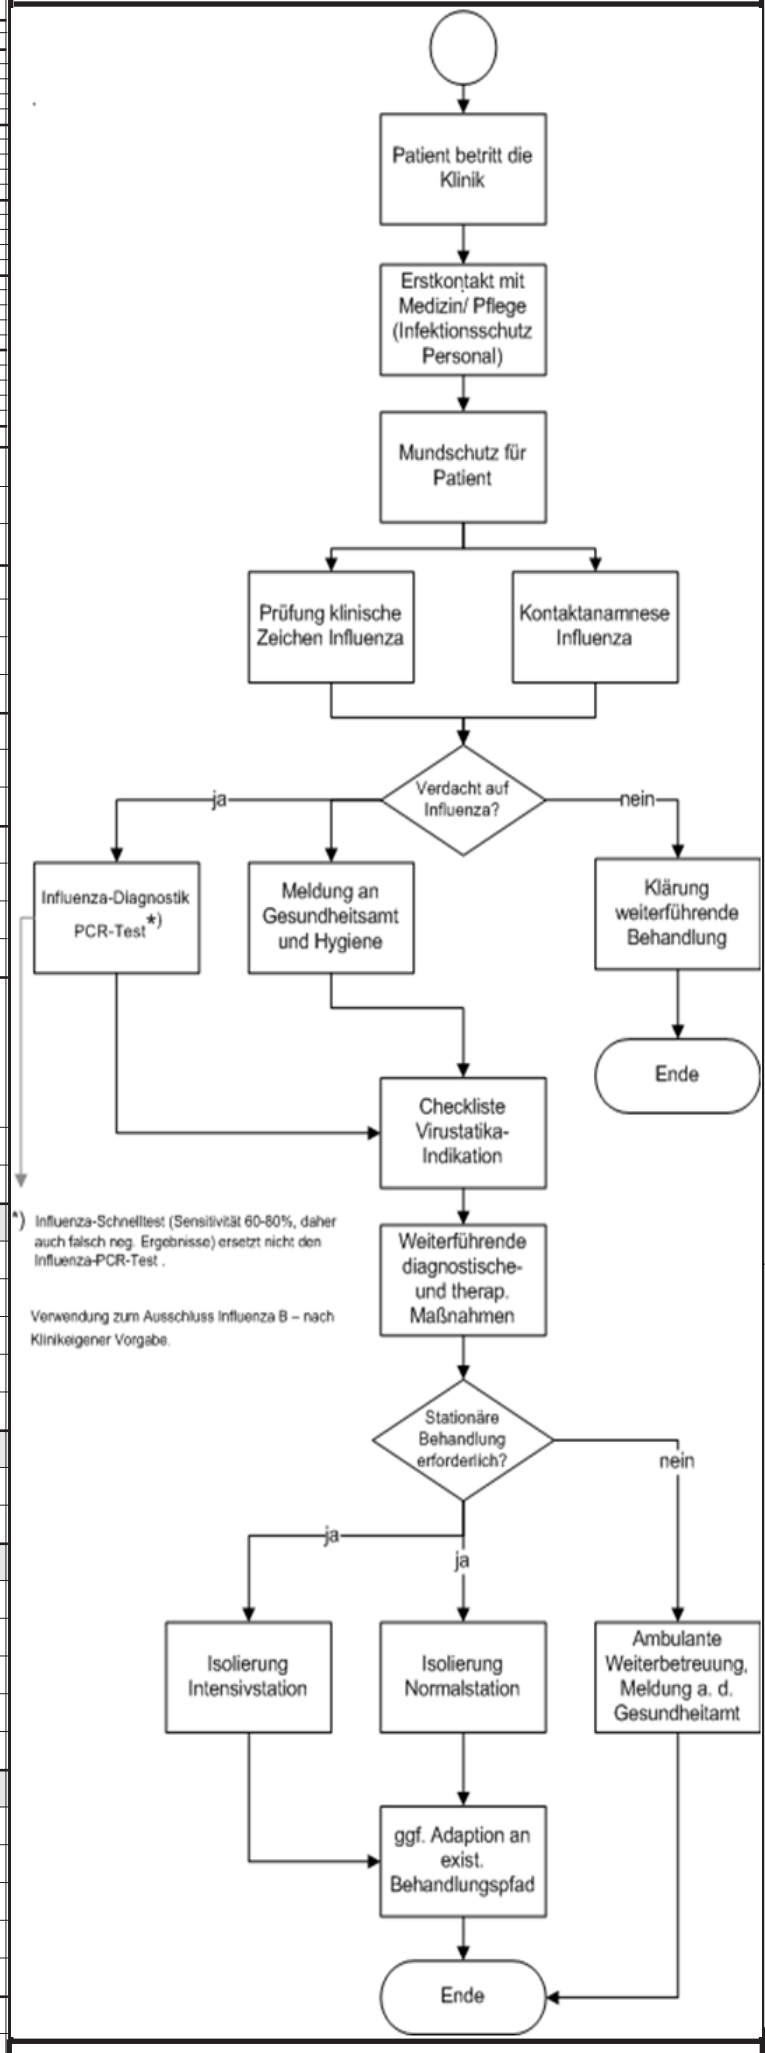 Patient betritt die
Klinik
Erstkontakt mit
Medizin/ Pflege
(Infektionsschutz
Personal)
Mundschutz für
Patient
Prüfung klinische
Zeichen Influenza
Kontaktanamnese
Influenza
Verdacht auf
Influenza?
ja
nein
Influenza-Diagnostik
PCR-Test*)
Meldung an
Gesundheitsamt
und Hygiene
Klärung
weiterführende
Behandlung
Ende
Checkliste
Virustatika-
Indikation
*) Influenza-Schnelltest (Sensitivität 60-80%, daher
auch falsch neg. Ergebnisse) ersetzt nicht den
Influenza-PCR-Test .
Verwendung zum Ausschluss Influenza B – nach
Klinikeigener Vorgabe.
Weiterführende
diagnostische-
und therap.
Maßnahmen
Stationäre
Behandlung
erforderlich?
nein
ja
ja
Isolierung
Intensivstation
Isolierung
Normalstation
Ambulante
Weiterbetreuung,
Meldung a. d.
Gesundheitamt
ggf. Adaption an
exist.
Behandlungspfad
Ende